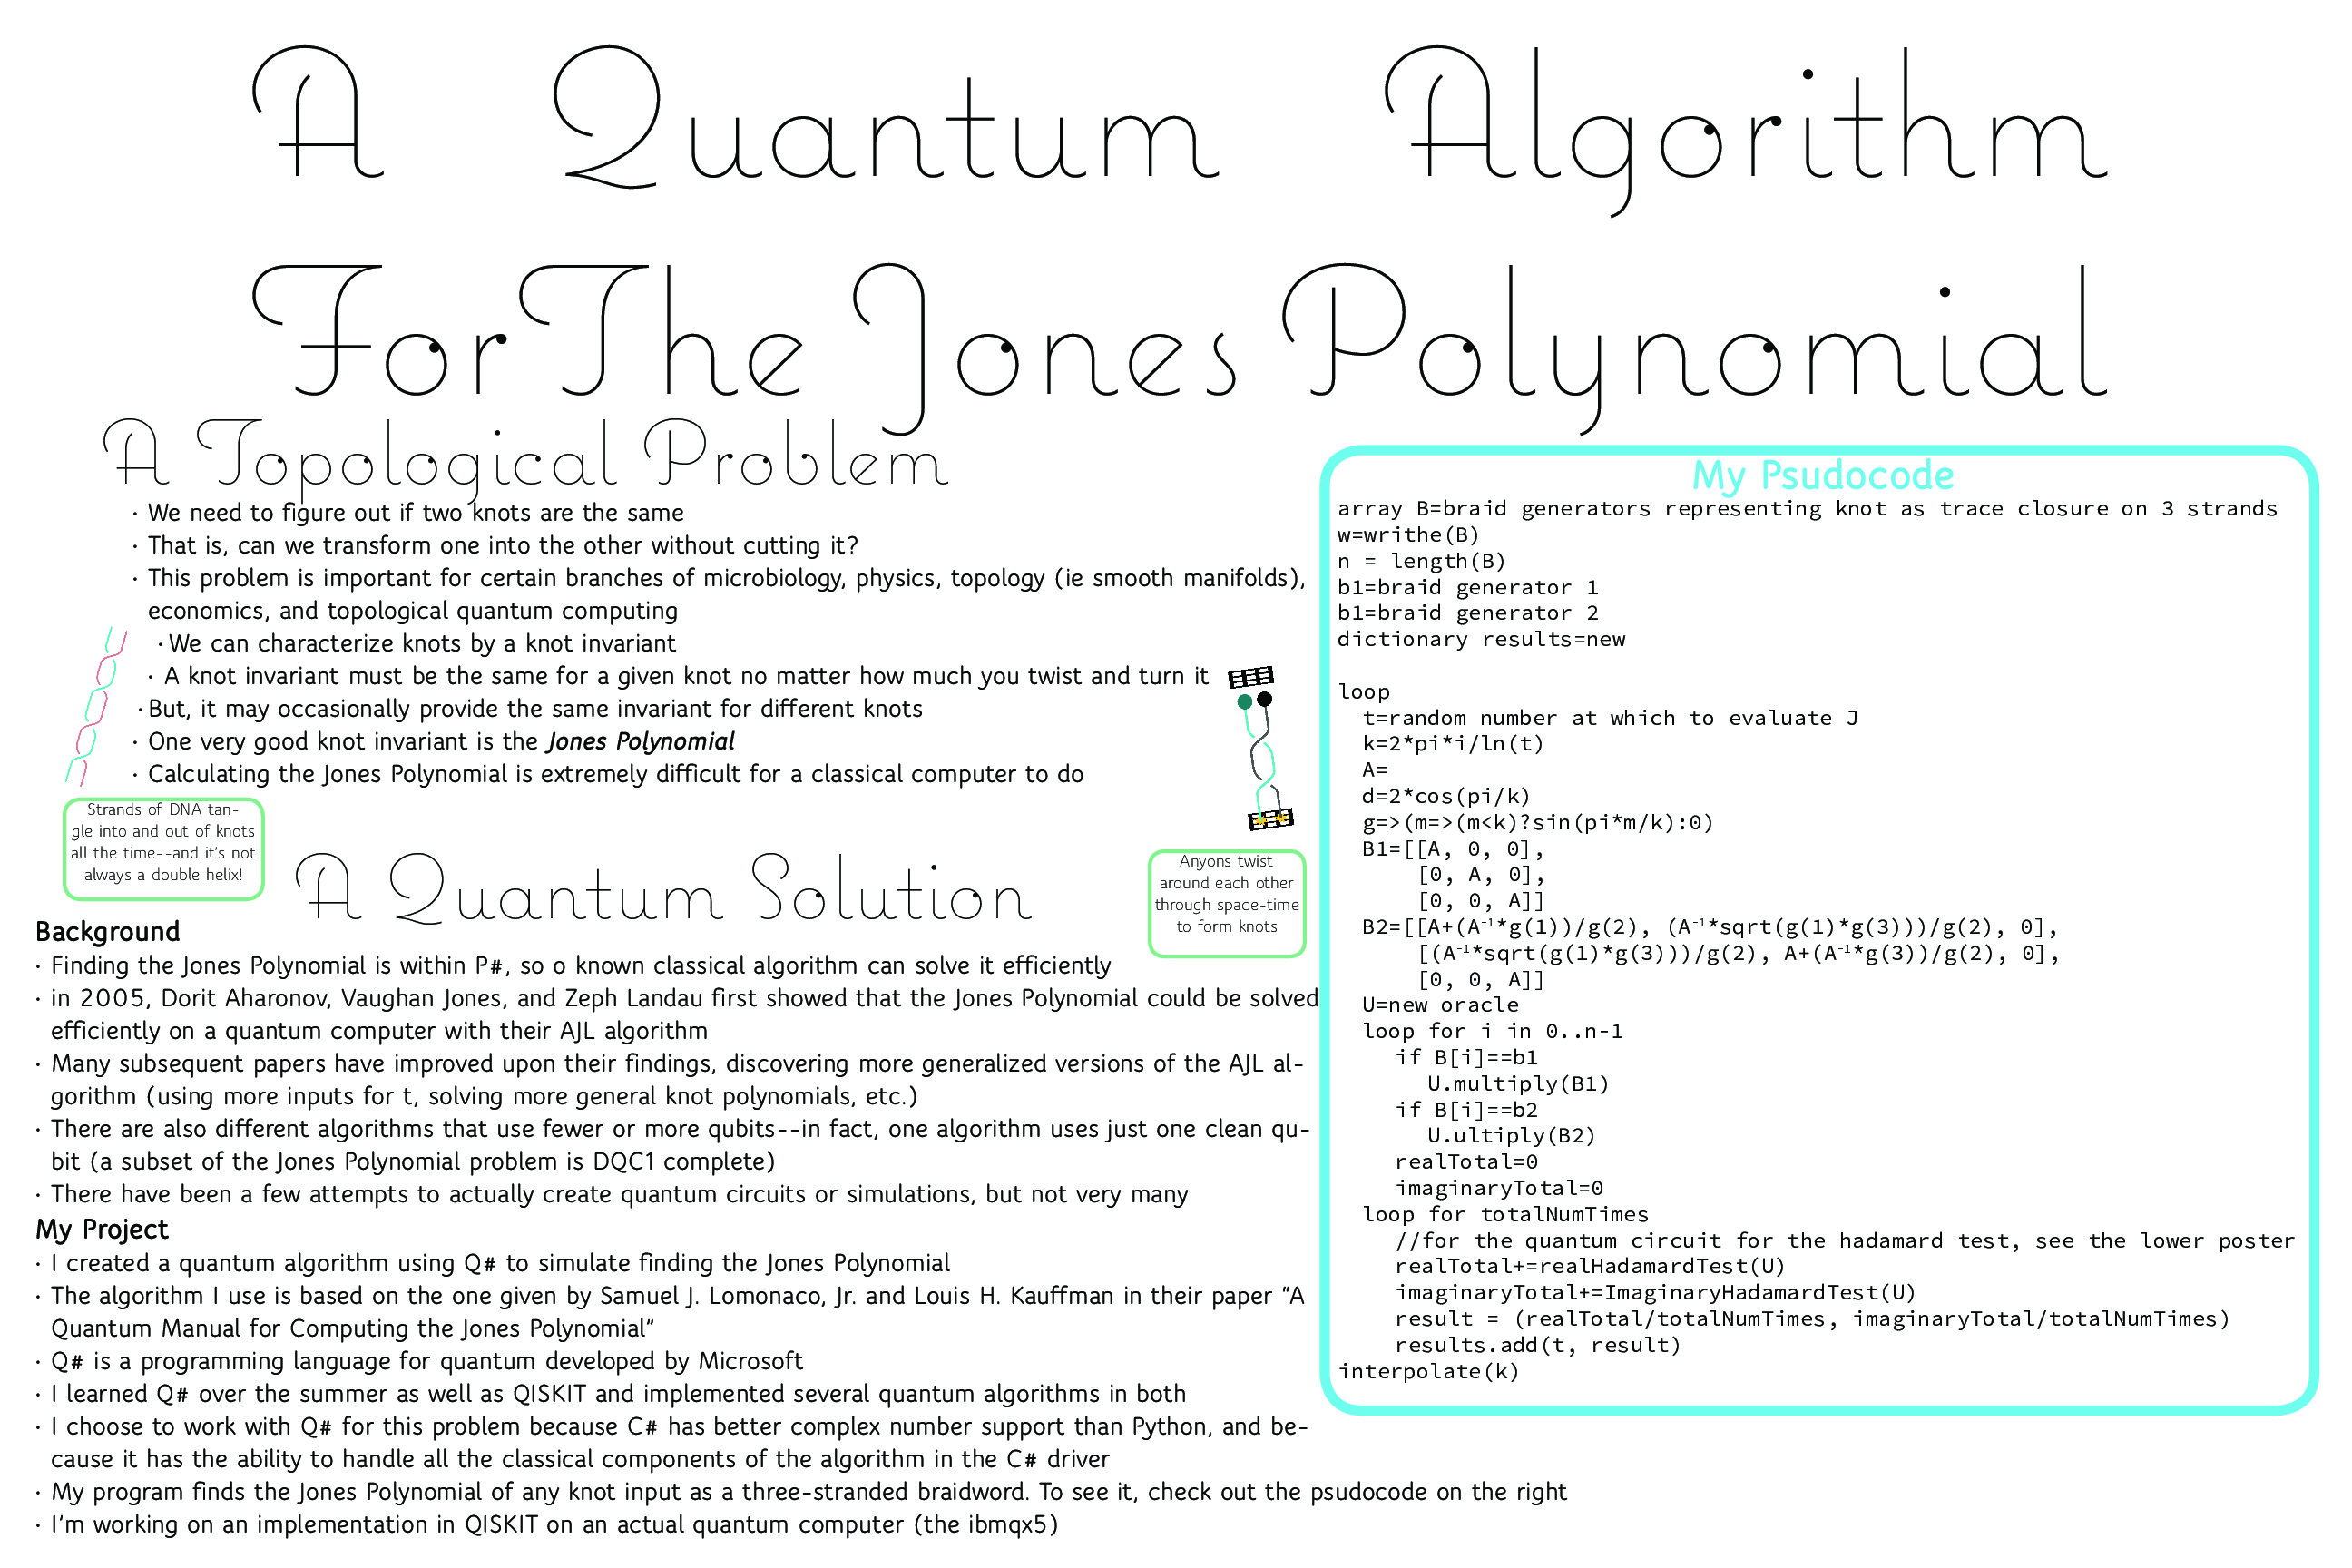 A Quantum Algorithm
For The Jones Polynomial
A Topological Problem
· We need to figure out if two knots are the same
· That is, can we transform one into the other without cutting it?
· This problem is important for certain branches of microbiology, physics, topology (ie smooth manifolds),
economics, and topological quantum computing
· We can characterize knots by a knot invariant
· A knot invariant must be the same for a given knot no matter how much you twist and turn it
· But, it may occasionally provide the same invariant for different knots
· One very good knot invariant is the Jones Polynomial
· Calculating the Jones Polynomial is extremely difficult for a classical computer to do
Strands of DNA tan-
gle into and out of knots
all the time--and it's not
always a double helix!
Anyons twist
around each other
through space-time
to form knots
A Quantum Solution
Background
· Finding the Jones Polynomial is within P#, so o known classical algorithm can solve it efficiently
· in 2005, Dorit Aharonov, Vaughan Jones, and Zeph Landau first showed that the Jones Polynomial could be solved
efficiently on a quantum computer with their AJL algorithm
· Many subsequent papers have improved upon their findings, discovering more generalized versions of the AJL al-
gorithm (using more inputs for t, solving more general knot polynomials, etc.)
· There are also different algorithms that use fewer or more qubits--in fact, one algorithm uses just one clean qu-
bit (a subset of the Jones Polynomial problem is DQC1 complete)
· There have been a few attempts to actually create quantum circuits or simulations, but not very many
My Project
· I created a quantum algorithm using Q# to simulate finding the Jones Polynomial
· The algorithm I use is based on the one given by Samuel J. Lomonaco, Jr. and Louis H. Kauffman in their paper "A
Quantum Manual for Computing the Jones Polynomial"
· Q# is a programming language for quantum developed by Microsoft
· I learned Q# over the summer as well as QISKIT and implemented several quantum algorithms in both
· I choose to work with Q# for this problem because C# has better complex number support than Python, and be-
cause it has the ability to handle all the classical components of the algorithm in the C# driver
· My program finds the Jones Polynomial of any knot input as a three-stranded braidword. To see it, check out the psudocode on the right
· I'm working on an implementation in QISKIT on an actual quantum computer (the ibmqx5)
My Psudocode
array B=braid generators representing knot as trace closure on 3 strands
w=writhe(B)
n = length(B)
b1=braid generator 1
b1=braid generator 2
dictionary results=new
loop
t=random number at which to evaluate J
k=2*pi*i/ln(t)
A=
d=2*cos(pi/k)
g=>(m=>(m<k)?sin(pi*m/k):0)
B1=[[A, 0, 0],
[0, A, 0],
[0, 0, A]]
B2=[[A+(A⁻¹*g(1))/g(2), (A⁻¹*sqrt(g(1)*g(3)))/g(2), 0],
[(A⁻¹*sqrt(g(1)*g(3)))/g(2), A+(A⁻¹*g(3))/g(2), 0],
[0, 0, A]]
U=new oracle
loop for i in 0..n-1
if B[i]==b1
U.multiply(B1)
if B[i]==b2
U.ultiply(B2)
realTotal=0
imaginaryTotal=0
loop for totalNumTimes
//for the quantum circuit for the hadamard test, see the lower poster
realTotal+=realHadamardTest(U)
imaginaryTotal+=ImaginaryHadamardTest(U)
result = (realTotal/totalNumTimes, imaginaryTotal/totalNumTimes)
results.add(t, result)
interpolate(k)